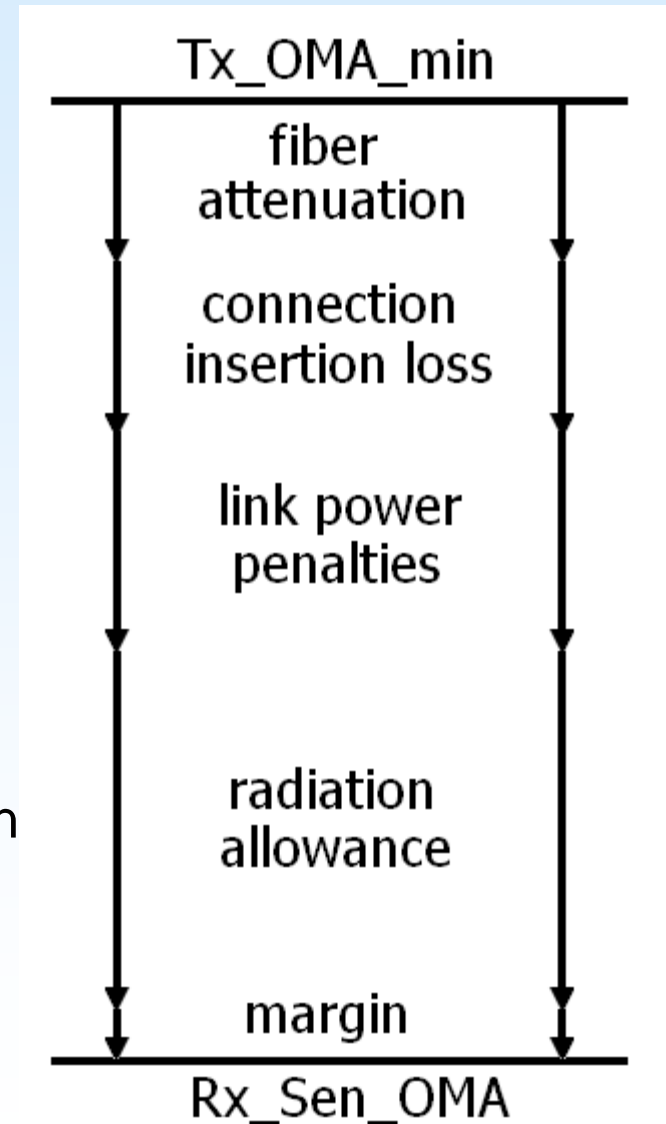 Tx_OMA_min
fiber
attenuation
connection
insertion loss
link power
penalties
radiation
allowance
margin
Rx_Sen_OMA